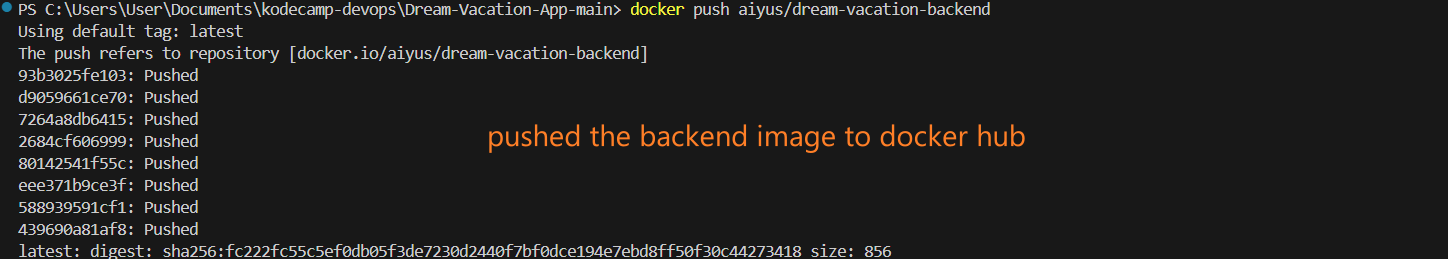 PS C:\Users\User\Documents\kodecamp-devops\Dream-Vacation-App-main> docker push aiyus/dream-vacation-backend
Using default tag: latest
The push refers to repository [docker.io/aiyus/dream-vacation-backend]
93b3025fe103: Pushed
d9059661ce70: Pushed
7264a8db6415: Pushed
2684cf606999: Pushed
pushed the backend image to docker hub
80142541f55c: Pushed
eee371b9ce3f: Pushed
588939591cf1: Pushed
439690a81af8: Pushed
latest: digest: sha256:fc222fc55c5ef0db05f3de7230d2440f7bf0dce194e7ebd8ff50f30c44273418 size: 856